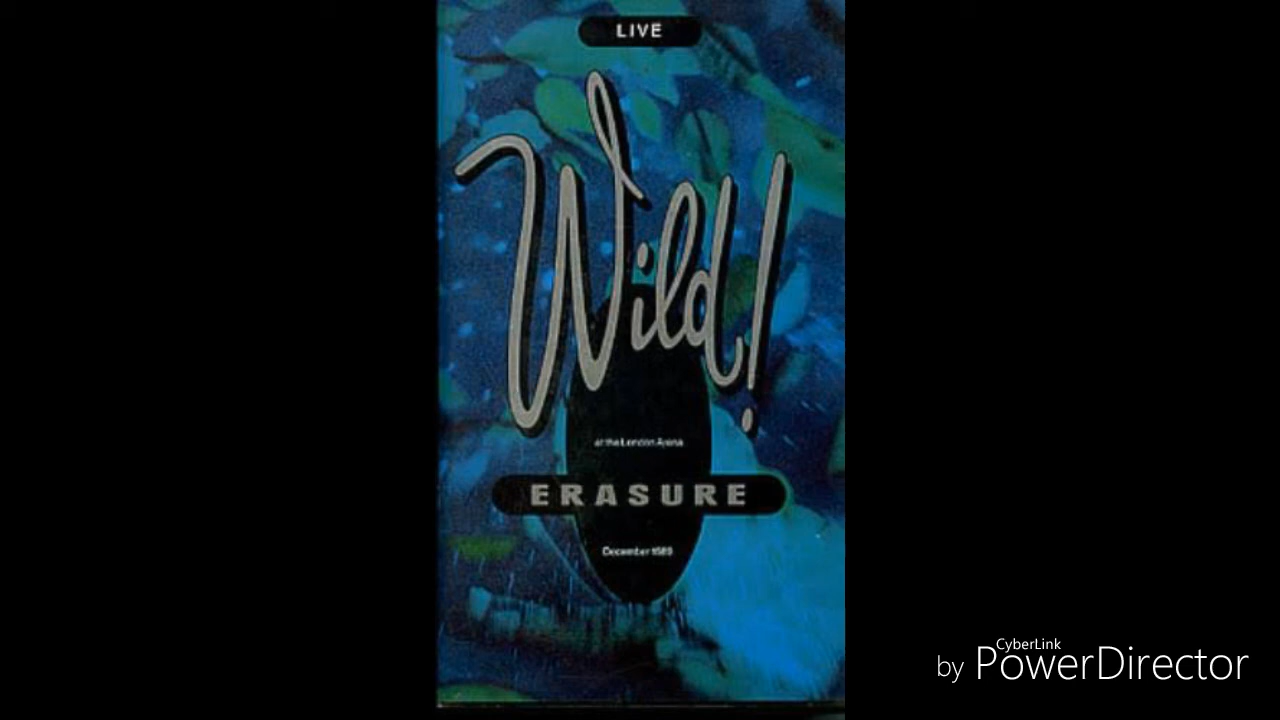 LIVE
Wild!
at the London Arena
ERASURE
December 1989
CyberLink
by PowerDirector